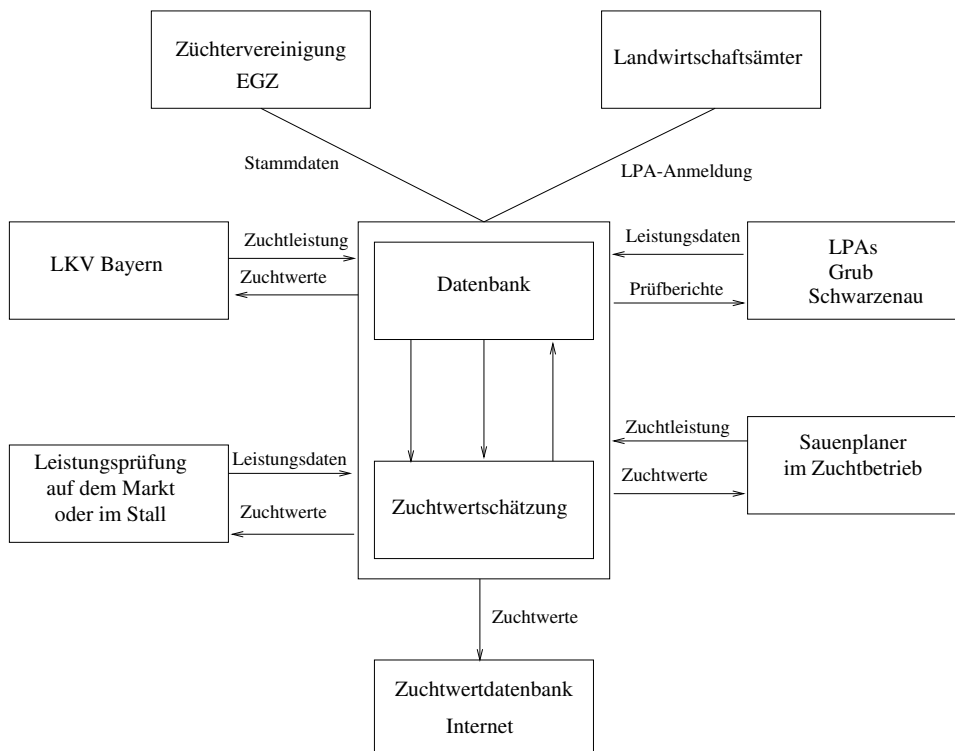 Züchtervereinigung
EGZ
Landwirtschaftsämter
Stammdaten
LPA-Anmeldung
LKV Bayern
Zuchtleistung
Zuchtwerte
Datenbank
Leistungsdaten
Prüfberichte
LPAs
Grub
Schwarzenau
Leistungsprüfung
auf dem Markt
oder im Stall
Leistungsdaten
Zuchtwerte
Zuchtwertschätzung
Zuchtleistung
Zuchtwerte
Sauenplaner
im Zuchtbetrieb
Zuchtwerte
Zuchtwertdatenbank
Internet